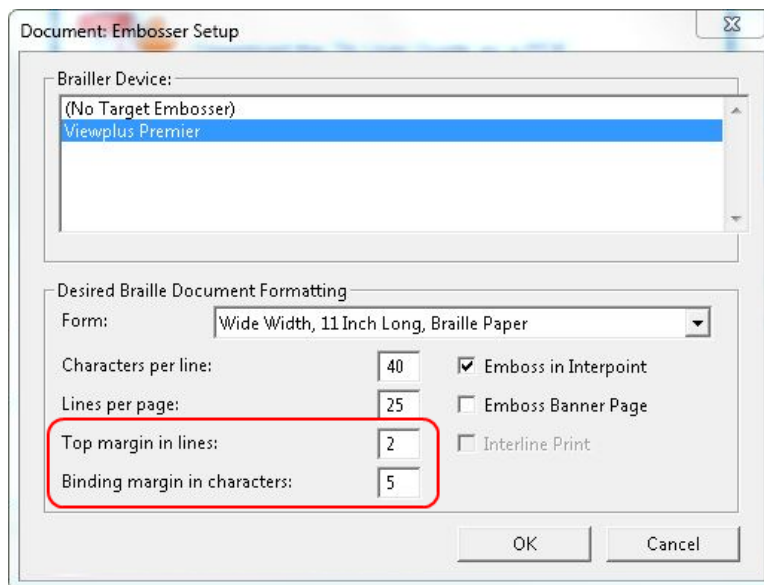 Document: Embosser Setup
Brailler Device:
(No Target Embosser)
Viewplus Premier
Desired Braille Document Formatting
Form: Wide Width, 11 Inch Long, Braille Paper
Characters per line: 40 Emboss in Interpoint
Lines per page: 25 Emboss Banner Page
Top margin in lines: 2 Interline Print
Binding margin in characters: 5
OK Cancel